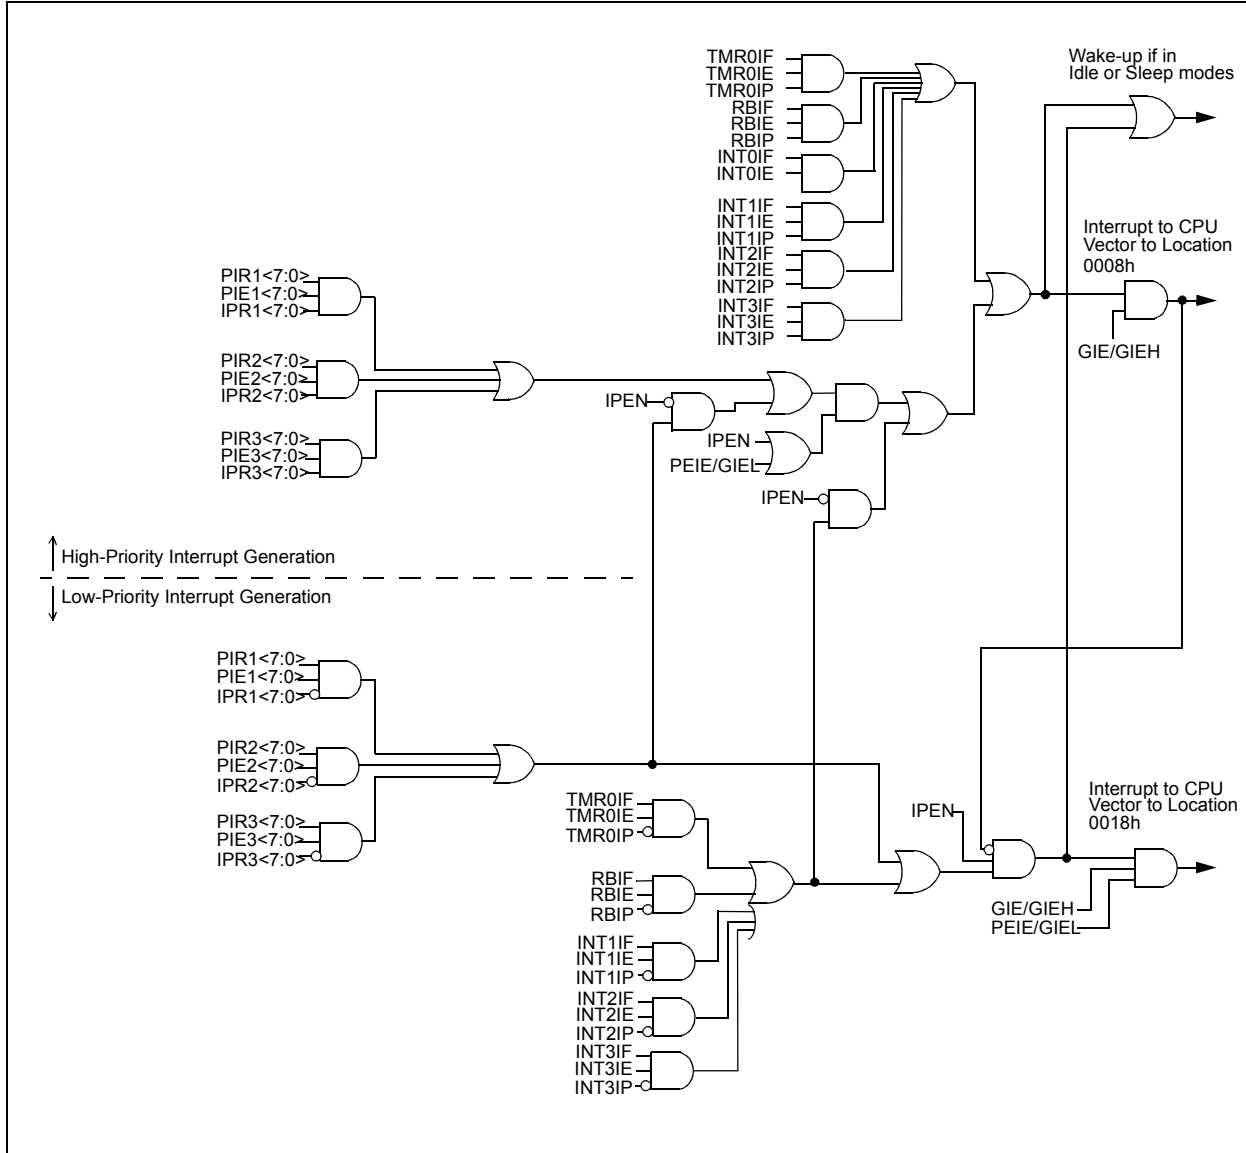 TMR0IF
TMR0IE
TMR0IP
RBIF
RBIE
RBIP
INT0IF
INT0IE
INT1IF
INT1IE
INT1IP
INT2IF
INT2IE
INT2IP
INT3IF
INT3IE
INT3IP
Wake-up if in
Idle or Sleep modes
Interrupt to CPU
Vector to Location
0008h
GIE/GIEH
PIR1<7:0>
PIE1<7:0>
IPR1<7:0>
PIR2<7:0>
PIE2<7:0>
IPR2<7:0>
PIR3<7:0>
PIE3<7:0>
IPR3<7:0>
IPEN
IPEN
PEIE/GIEL
IPEN
High-Priority Interrupt Generation
Low-Priority Interrupt Generation
PIR1<7:0>
PIE1<7:0>
IPR1<7:0>
PIR2<7:0>
PIE2<7:0>
IPR2<7:0>
PIR3<7:0>
PIE3<7:0>
IPR3<7:0>
TMR0IF
TMR0IE
TMR0IP
RBIF
RBIE
RBIP
INT1IF
INT1IE
INT1IP
INT2IF
INT2IE
INT2IP
INT3IF
INT3IE
INT3IP
IPEN
Interrupt to CPU
Vector to Location
0018h
GIE/GIEH
PEIE/GIEL